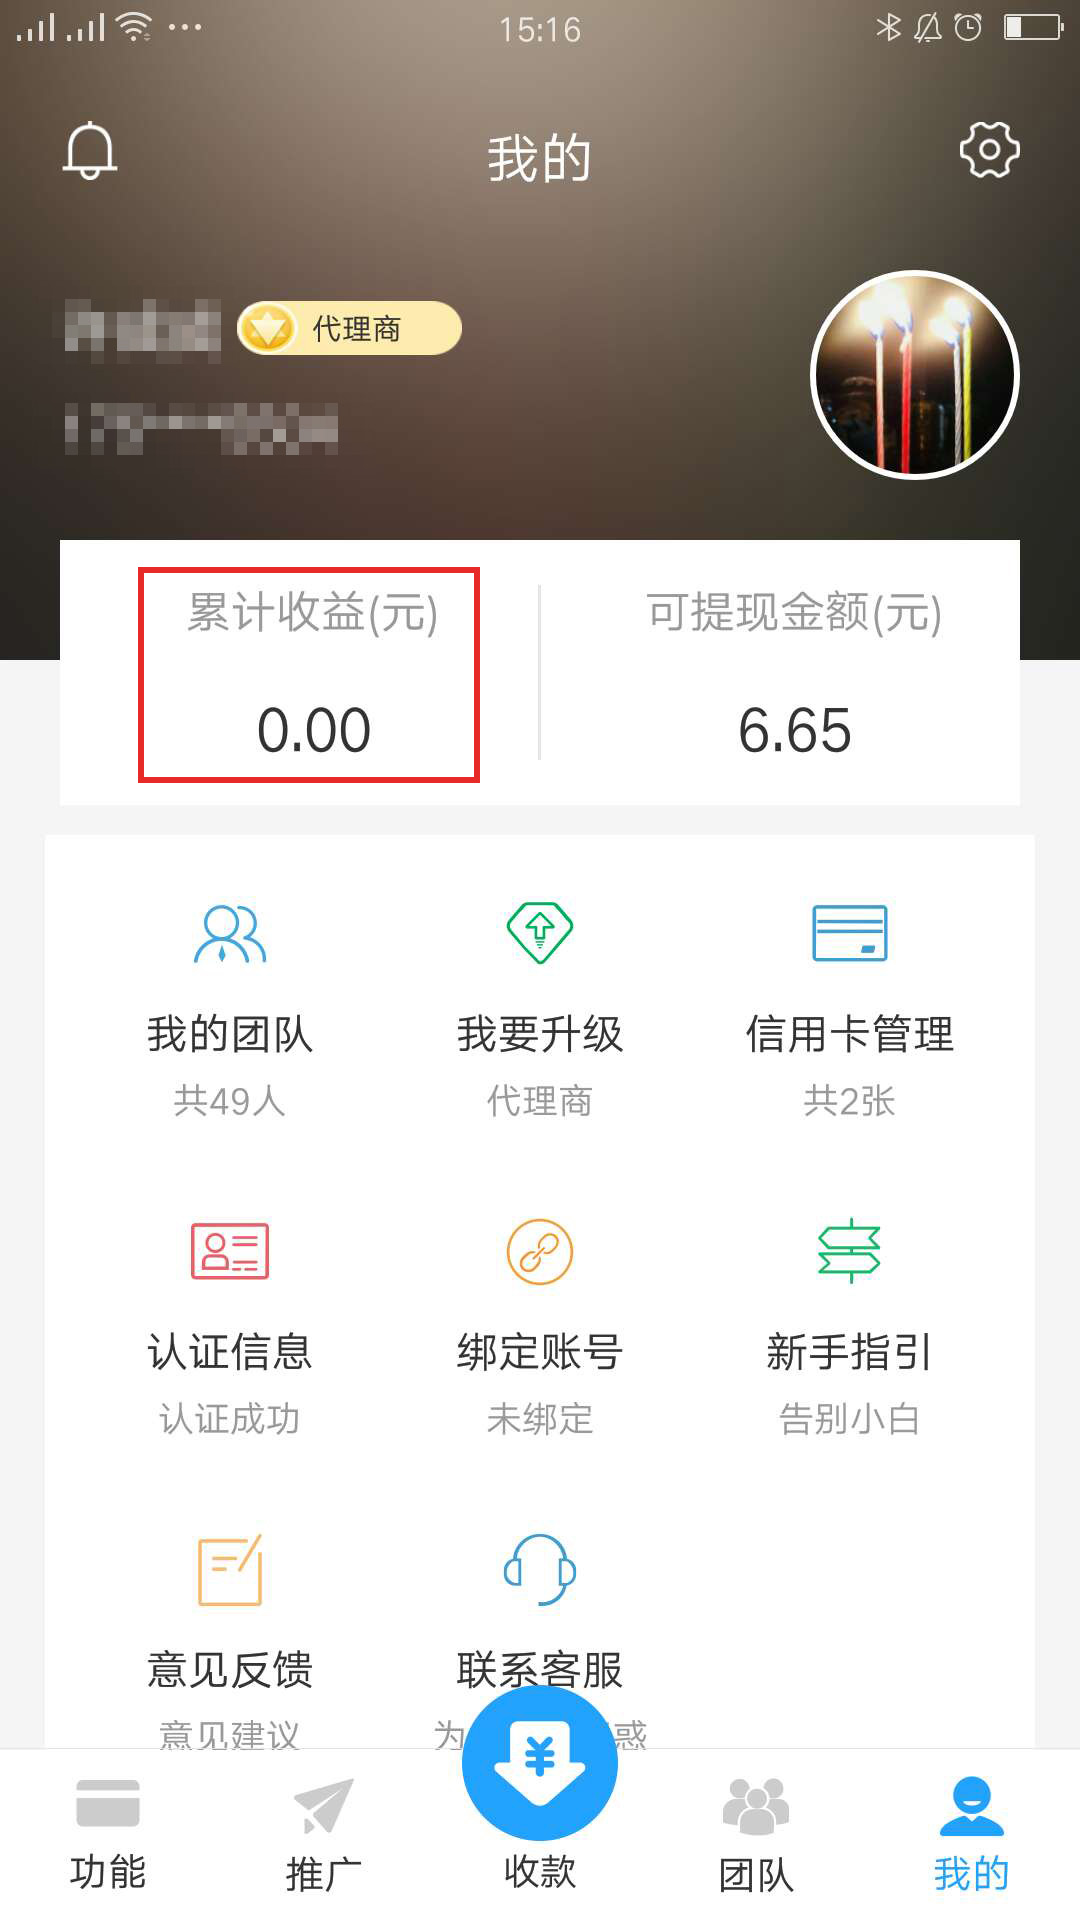 15:16
我的
代理商
累计收益(元)
可提现金额(元)
0.00
6.65
我的团队
我要升级
信用卡管理
共49人
代理商
共2张
认证信息
绑定账号
新手指引
认证成功
未绑定
告别小白
意见反馈
联系客服
意见建议
为
惑
¥
功能
推广
收款
团队
我的